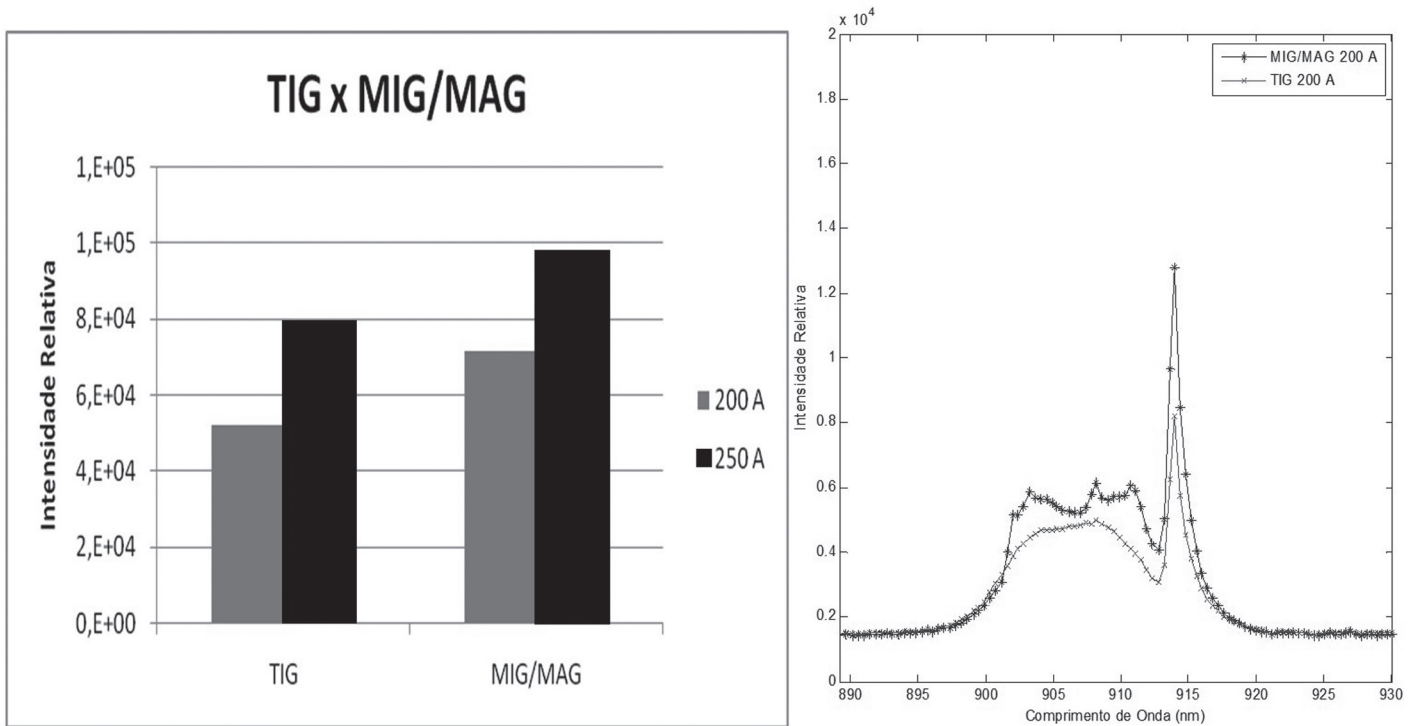 TIG x MIG/MAG
Intensidade Relativa
1,E+05
1,E+05
8,E+04
6,E+04
4,E+04
2,E+04
0,E+00
TIG MIG/MAG
200 A
250 A
x 10⁴
2
1.8
1.6
1.4
1.2
1
0.8
0.6
0.4
0.2
0
Intensidade Relativa
MIG/MAG 200 A
TIG 200 A
890 895 900 905 910 915 920 925 930
Comprimento de Onda (nm)